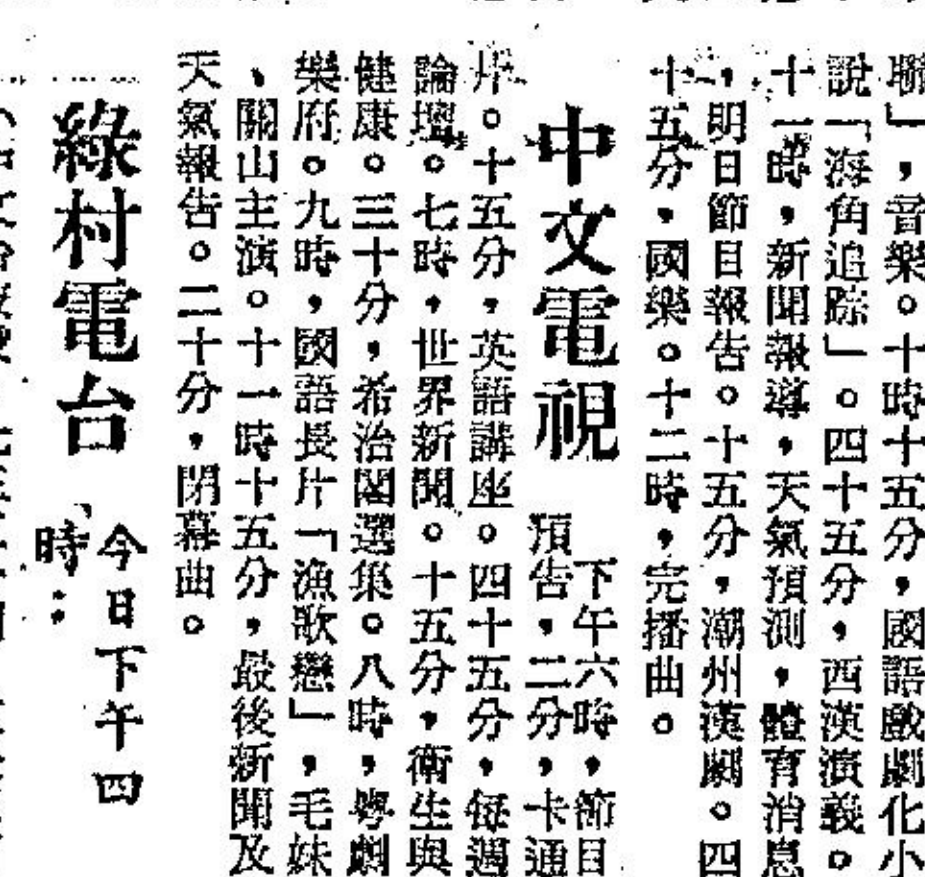 聯」，音樂。十時十五分，國語戲劇化小
說「海角追踪」。四十五分，西漢演義。
十一時，新聞報導，天氣預測，體育消息
，明日節目報告。十五分，潮州漢劇。四
十五分，國樂。十二時，完播曲。
中文電視
下午六時，節目
預告，二分，卡通
片。十五分，英語講座。四十五分，每週
論壇。七時，世界新聞。十五分，衛生與
健康。三十分，希治閣選集。八時，粵劇
樂府。九時，國語長片「漁歌戀」，毛妹
、關山主演。十一時十五分，最後新聞及
天氣報告。二十分，閉幕曲。
綠村電台
今日下午四
時：